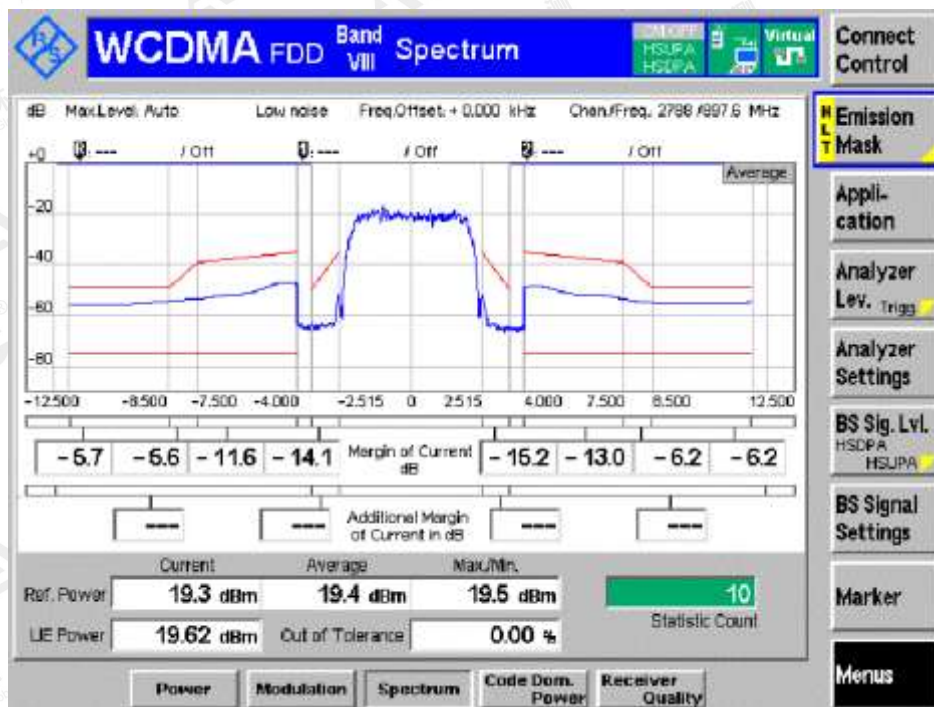 R&S
WCDMA FDD Band VIII Spectrum
CM OFF
HSUPA
HSDPA
Virtual
Connect Control
dB Max.Level: Auto Low noise Freq.Offset: + 0.000 kHz Chan./Freq.: 2788 /897.6 MHz
+0 --- / Off --- / Off 2: --- / Off
Average
-20
-40
-60
-80
-12.500 -8.500 -7.500 -4.000 -2.515 0 2.515 4.000 7.500 8.500 12.500
-5.7 -5.6 -11.6 -14.1 Margin of Current dB -15.2 -13.0 -6.2 -6.2
--- --- Additional Margin of Current in dB --- ---
Current Average Max./Min.
Ref. Power 19.3 dBm 19.4 dBm 19.5 dBm 10
Statistic Count
UE Power 19.62 dBm Out of Tolerance 0.00 %
Power Modulation Spectrum Code Dom. Power Receiver Quality
Emission Mask
Appli-
cation
Analyzer
Lev. Trigg.
Analyzer
Settings
BS Sig. Lvl.
HSDPA
HSUPA
BS Signal
Settings
Marker
Menus